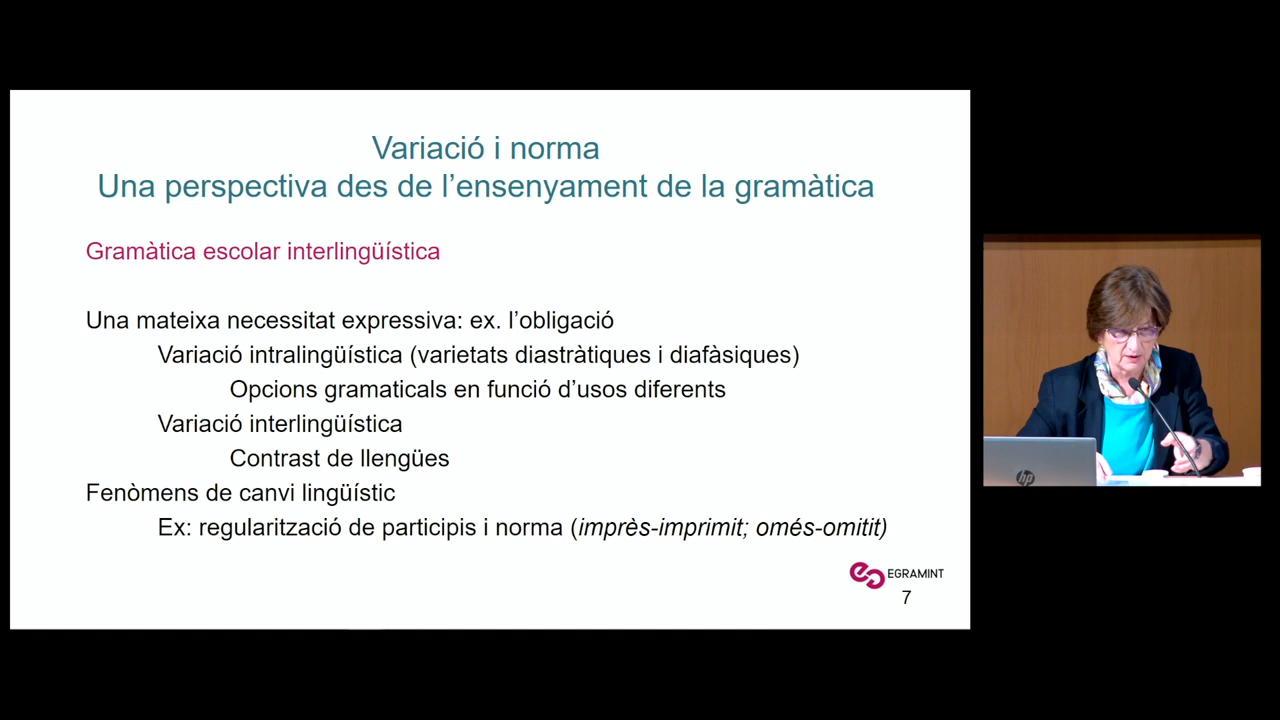 Variació i norma
Una perspectiva des de l’ensenyament de la gramàtica
Gramàtica escolar interlingüística
Una mateixa necessitat expressiva: ex. l’obligació
Variació intralingüística (varietats diastràtiques i diafàsiques)
Opcions gramaticals en funció d’usos diferents
Variació interlingüística
Contrast de llengües
Fenòmens de canvi lingüístic
Ex: regularització de participis i norma (imprès-imprimit; omés-omitit)
EGRAMINT
7
hp